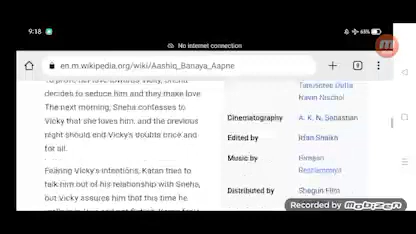 9:18
65%
No internet connection
en.m.wikipedia.org/wiki/Aashiq_Banaya_Aapne
To prove her love towards Vicky, Sneha
decides to seduce him and they make love.
The next morning, Sneha confesses to
Vicky that she loves him, and the previous
night should end Vicky's doubts once and
for all.
Fearing Vicky's intentions, Karan tries to
talk him out of his relationship with Sneha,
but Vicky assures him that this time he
Dutta
Navin Nischol
Cinematography A. K. N. Sebastian
Edited by Irfan Shaikh
Music by Himesh
Reshammiya
Distributed by Shagun Film
Recorded by mobizen